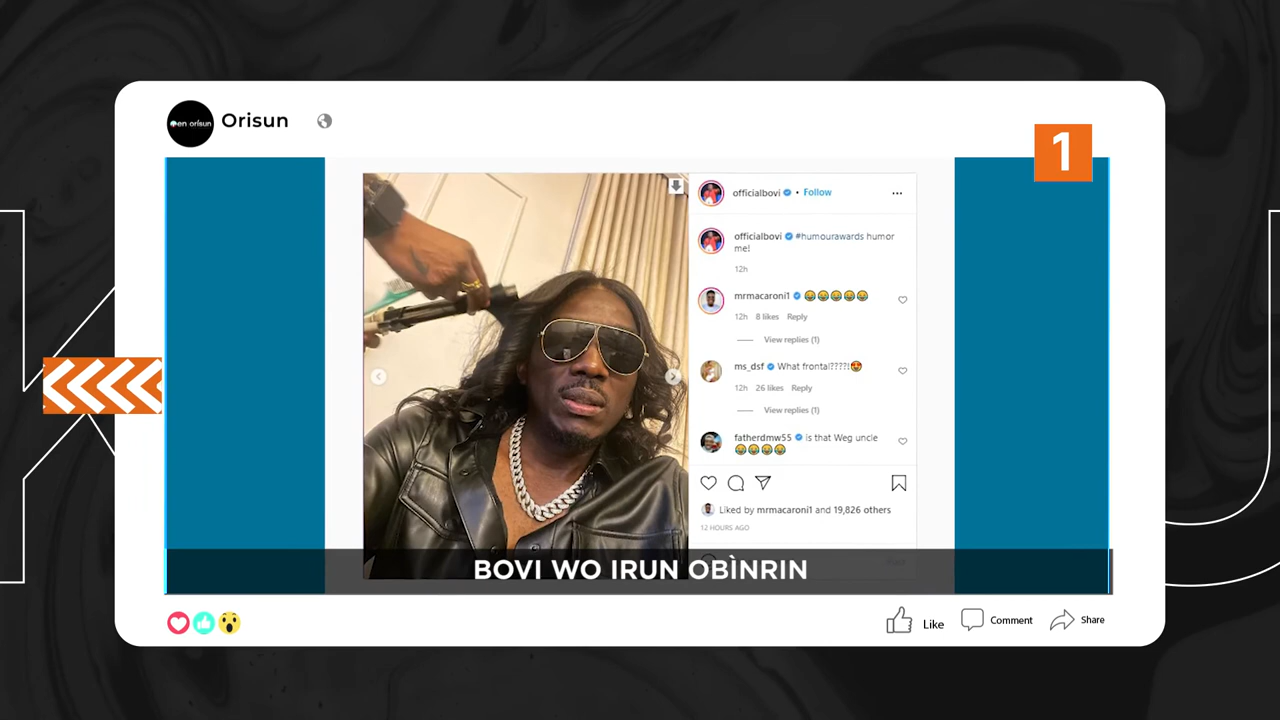 en orisun
Orisun
1
officialbovi • Follow
officialbovi #humourawards humor
me!
12h
mrmacaroni1 😂😂😂😂😂
12h 8 likes Reply
View replies (1)
ms_dsf What frontal????!😍
12h 26 likes Reply
View replies (1)
fatherdmw55 Is that Weg uncle
😂😂😂😂
Liked by mrmacaroni1 and 19,826 others
12 HOURS AGO
BOVI WO IRUN OBÌNRIN
Like
Comment
Share